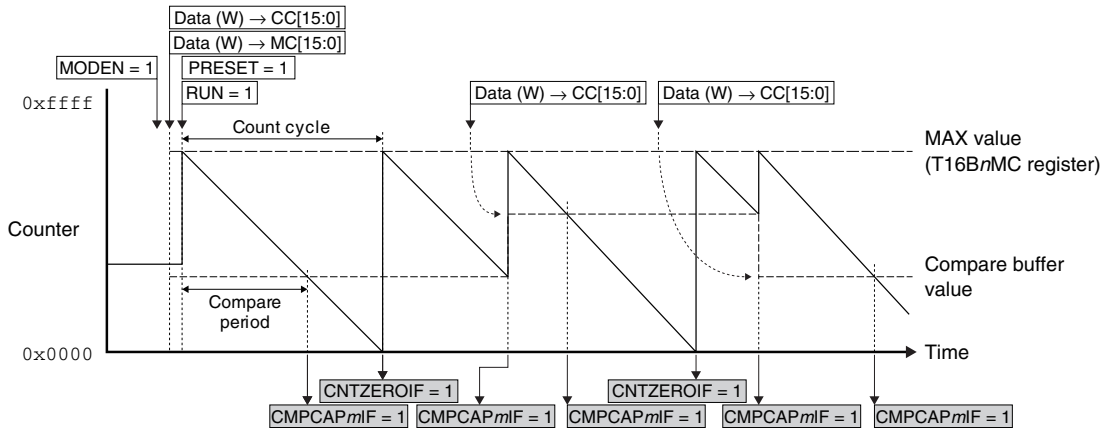 Data (W) → CC[15:0]
Data (W) → MC[15:0]
MODEN = 1
PRESET = 1
RUN = 1
Data (W) → CC[15:0]
Data (W) → CC[15:0]
0xffff
Count cycle
MAX value
(T16BnMC register)
Counter
Compare
period
Compare buffer
value
0x0000
Time
CNTZEROIF = 1
CNTZEROIF = 1
CMPCAPmIF = 1
CMPCAPmIF = 1
CMPCAPmIF = 1
CMPCAPmIF = 1
CMPCAPmIF = 1